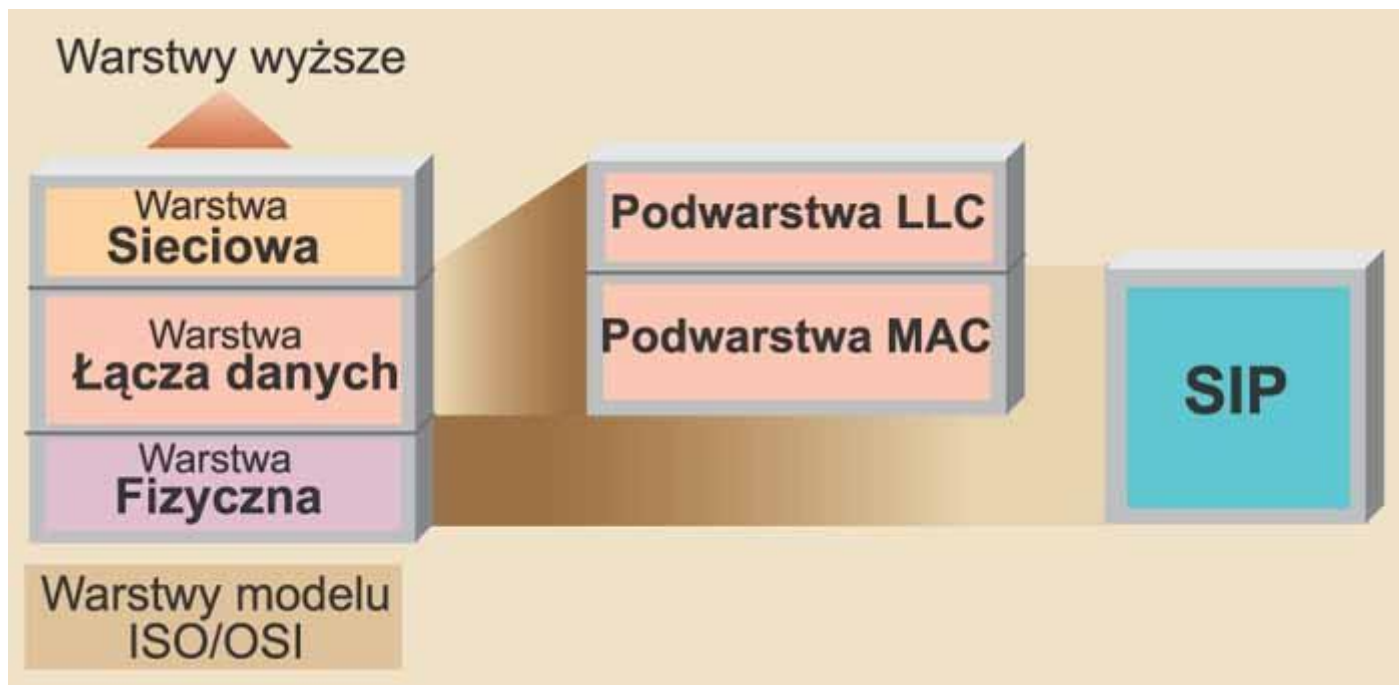 Warstwy wyższe
Warstwa
Sieciowa
Warstwa
Łącza danych
Warstwa
Fizyczna
Warstwy modelu
ISO/OSI
Podwarstwa LLC
Podwarstwa MAC
SIP